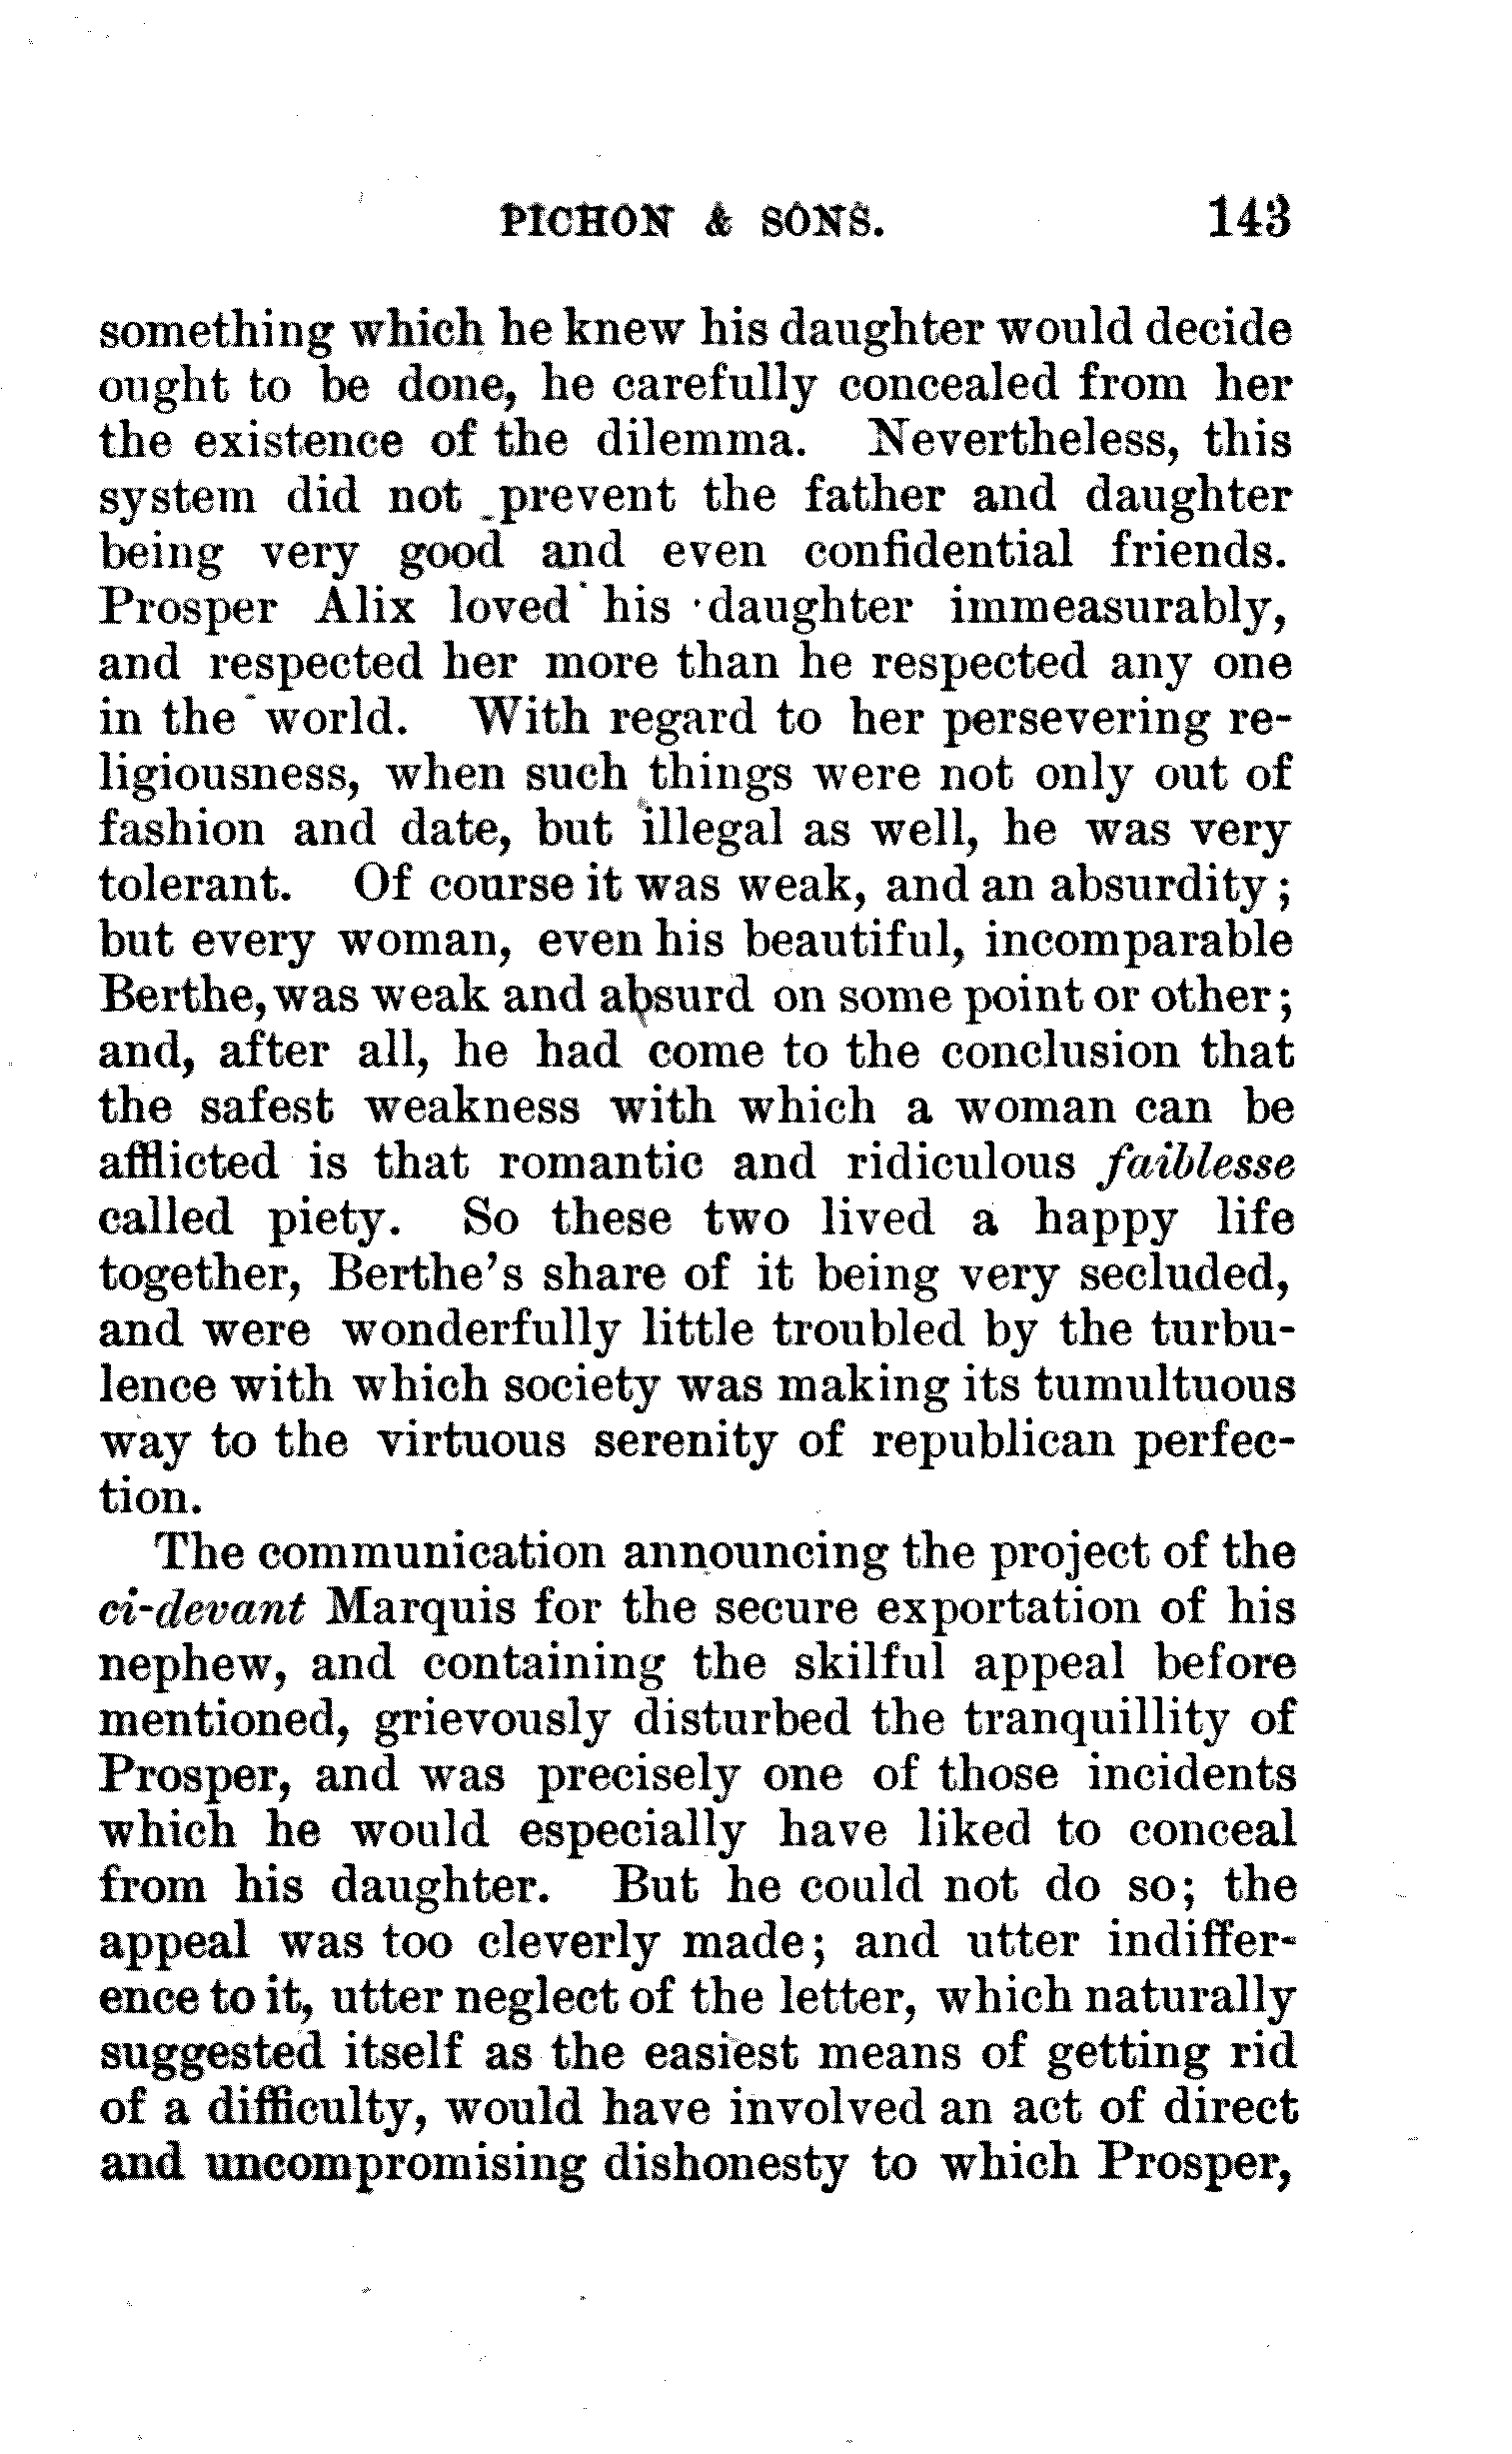 PICHON & SONS. 143
something which he knew his daughter would decide
ought to be done, he carefully concealed from her
the existence of the dilemma. Nevertheless, this
system did not prevent the father and daughter
being very good and even confidential friends.
Prosper Alix loved his daughter immeasurably,
and respected her more than he respected any one
in the world. With regard to her persevering re-
ligiousness, when such things were not only out of
fashion and date, but illegal as well, he was very
tolerant. Of course it was weak, and an absurdity;
but every woman, even his beautiful, incomparable
Berthe, was weak and absurd on some point or other;
and, after all, he had come to the conclusion that
the safest weakness with which a woman can be
afflicted is that romantic and ridiculous faiblesse
called piety. So these two lived a happy life
together, Berthe's share of it being very secluded,
and were wonderfully little troubled by the turbu-
lence with which society was making its tumultuous
way to the virtuous serenity of republican perfec-
tion.
The communication announcing the project of the
ci-devant Marquis for the secure exportation of his
nephew, and containing the skilful appeal before
mentioned, grievously disturbed the tranquillity of
Prosper, and was precisely one of those incidents
which he would especially have liked to conceal
from his daughter. But he could not do so; the
appeal was too cleverly made; and utter indiffer-
ence to it, utter neglect of the letter, which naturally
suggested itself as the easiest means of getting rid
of a difficulty, would have involved an act of direct
and uncompromising dishonesty to which Prosper,